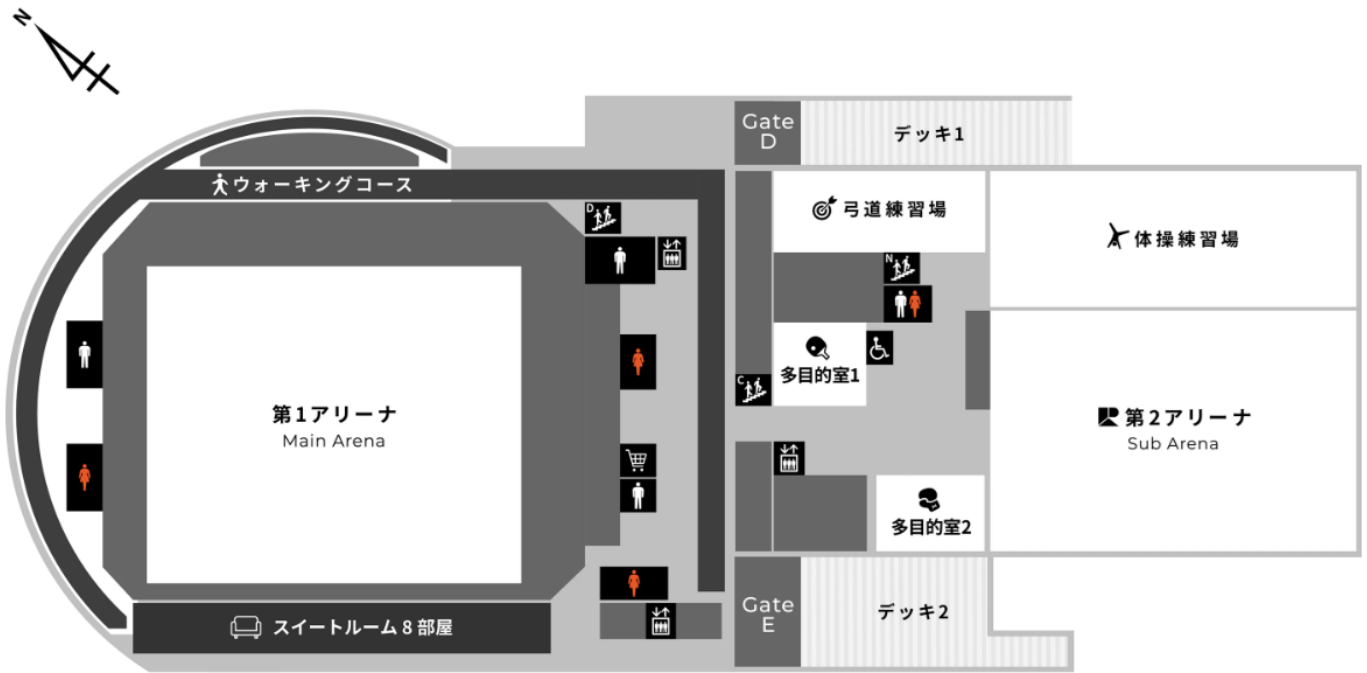 N
Gate
D
デッキ1
ウォーキングコース
D
弓道練習場
体操練習場
N
多目的室1
C
第1アリーナ
Main Arena
第2アリーナ
Sub Arena
多目的室2
スイートルーム8部屋
Gate
E
デッキ2